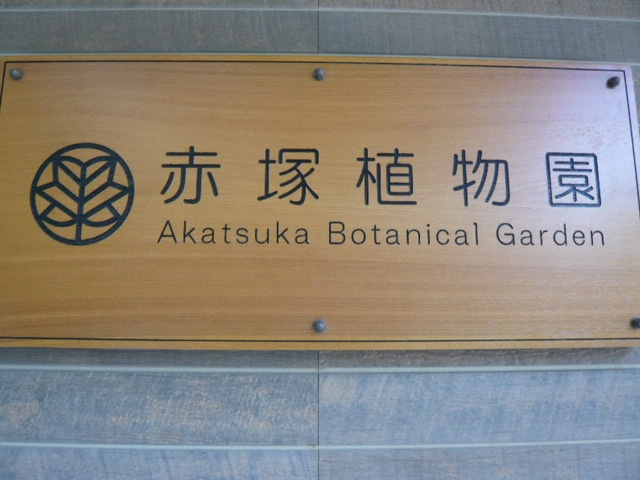 赤塚植物園
Akatsuka Botanical Garden